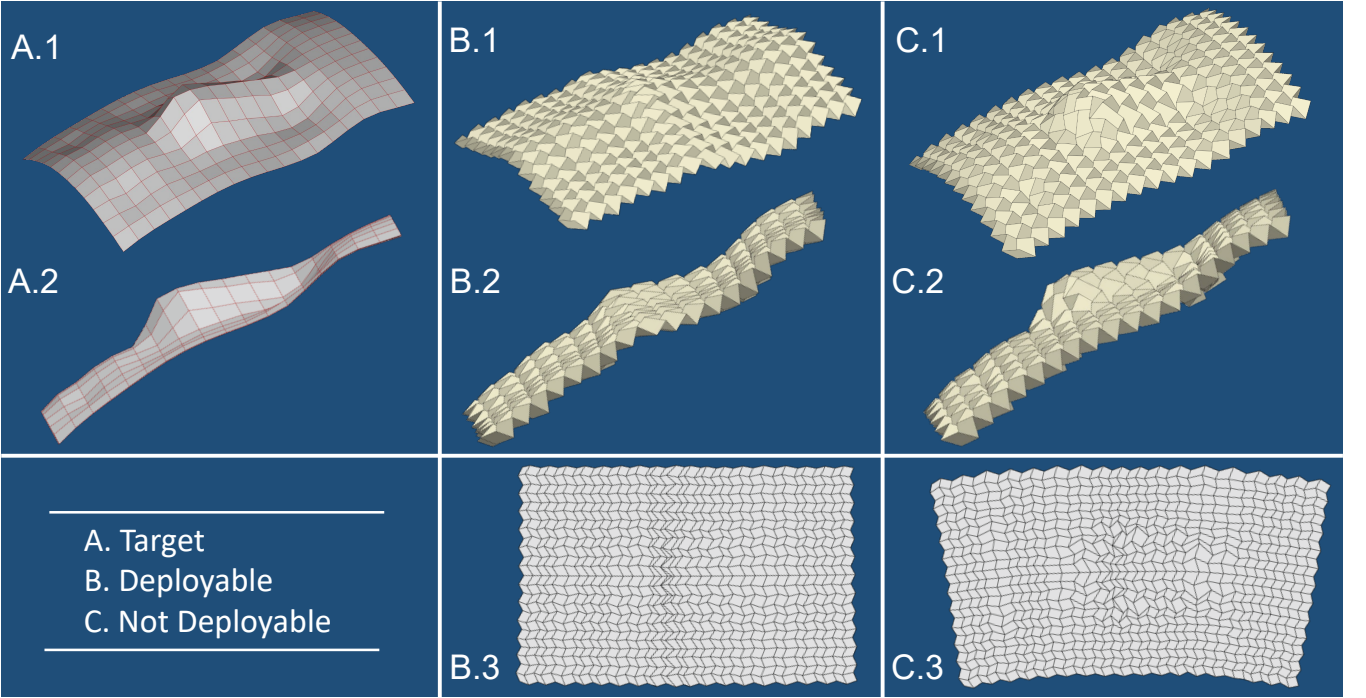 A.1
B.1
C.1
A.2
B.2
C.2
A. Target
B. Deployable
C. Not Deployable
B.3
C.3